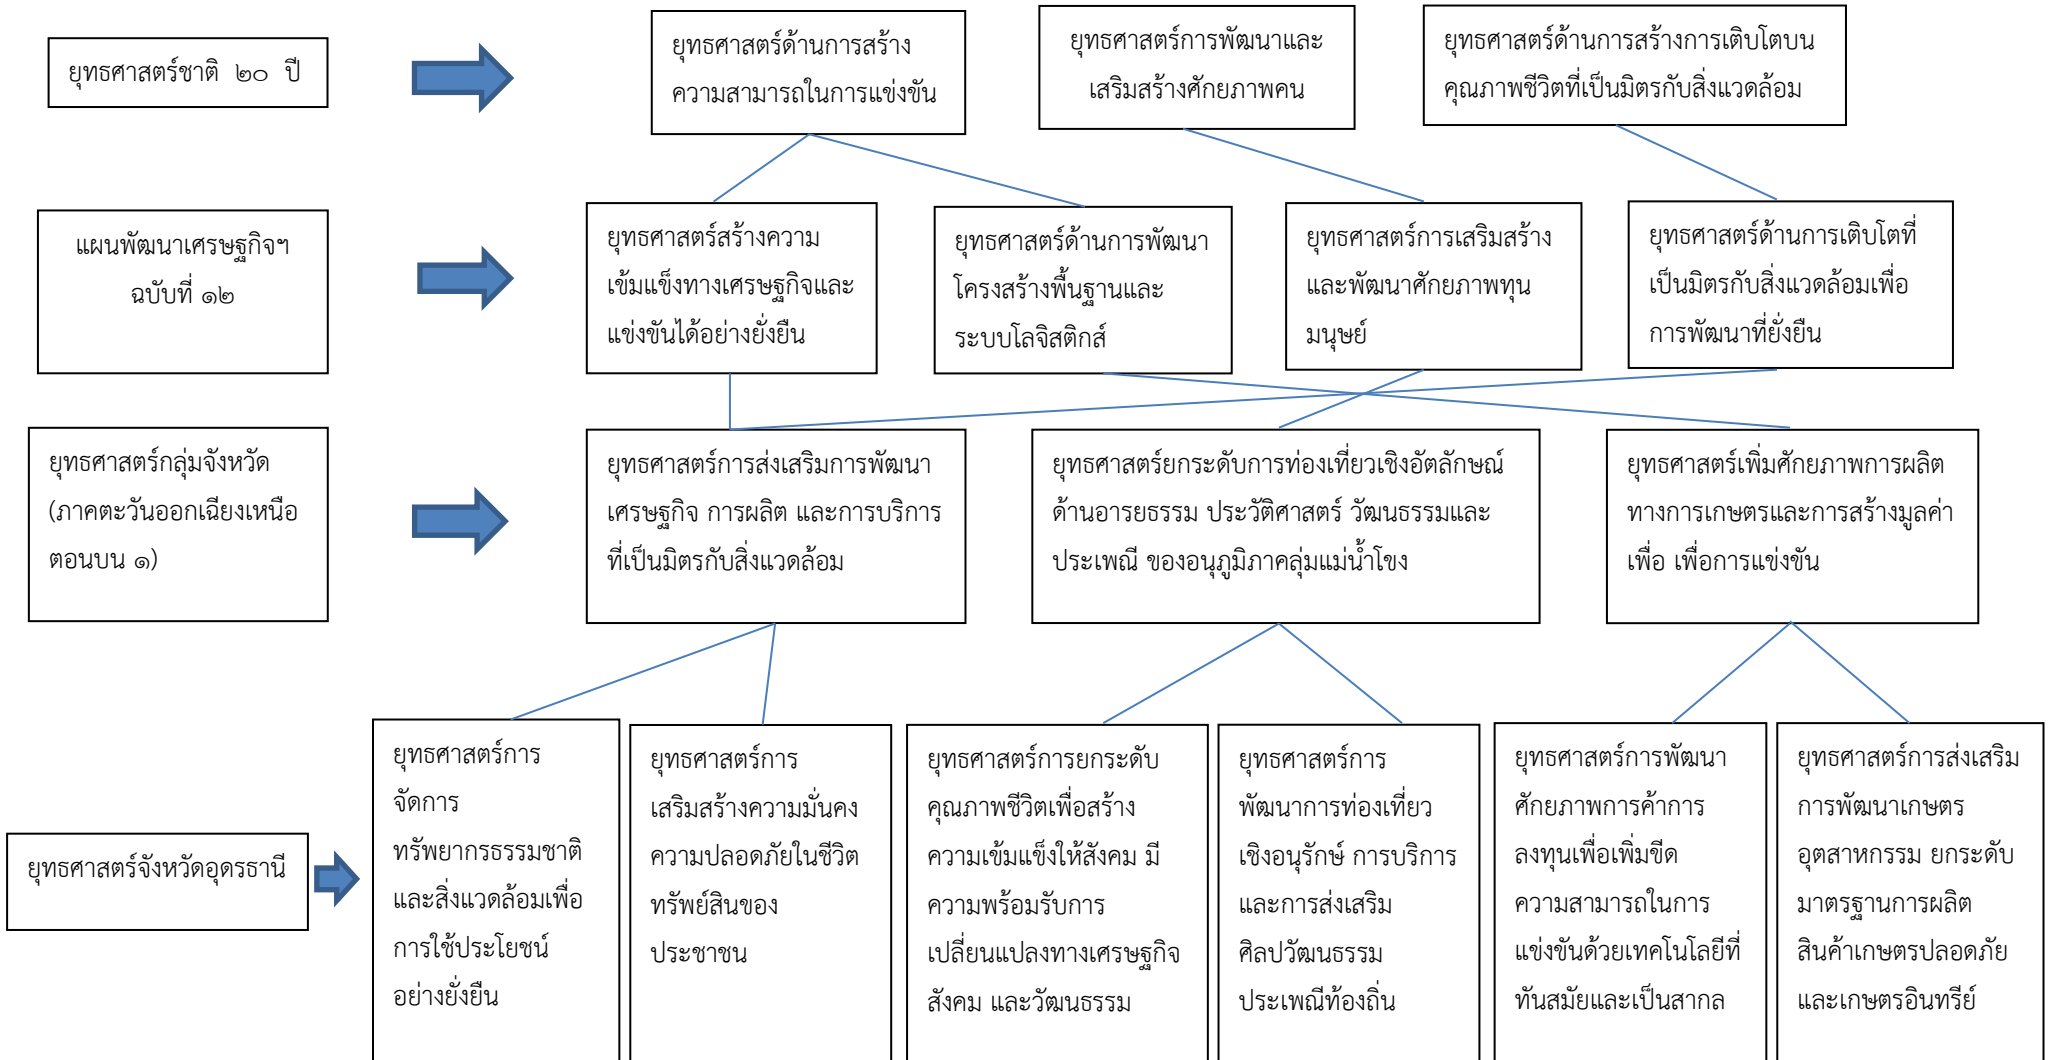 ยุทธศาสตร์ชาติ ๒๐ ปี
ยุทธศาสตร์ด้านการสร้าง
ความสามารถในการแข่งขัน
ยุทธศาสตร์การพัฒนาและ
เสริมสร้างศักยภาพคน
ยุทธศาสตร์ด้านการสร้างการเติบโตบน
คุณภาพชีวิตที่เป็นมิตรกับสิ่งแวดล้อม
แผนพัฒนาเศรษฐกิจฯ
ฉบับที่ ๑๒
ยุทธศาสตร์สร้างความ
เข้มแข็งทางเศรษฐกิจและ
แข่งขันได้อย่างยั่งยืน
ยุทธศาสตร์ด้านการพัฒนา
โครงสร้างพื้นฐานและ
ระบบโลจิสติกส์
ยุทธศาสตร์การเสริมสร้าง
และพัฒนาศักยภาพทุน
มนุษย์
ยุทธศาสตร์ด้านการเติบโตที่
เป็นมิตรกับสิ่งแวดล้อมเพื่อ
การพัฒนาที่ยั่งยืน
ยุทธศาสตร์กลุ่มจังหวัด
(ภาคตะวันออกเฉียงเหนือ
ตอนบน ๑)
ยุทธศาสตร์การส่งเสริมการพัฒนา
เศรษฐกิจ การผลิต และการบริการ
ที่เป็นมิตรกับสิ่งแวดล้อม
ยุทธศาสตร์ยกระดับการท่องเที่ยวเชิงอัตลักษณ์
ด้านอารยธรรม ประวัติศาสตร์ วัฒนธรรมและ
ประเพณี ของอนุภูมิภาคลุ่มแม่น้ำโขง
ยุทธศาสตร์เพิ่มศักยภาพการผลิต
ทางการเกษตรและการสร้างมูลค่า
เพื่อ เพื่อการแข่งขัน
ยุทธศาสตร์จังหวัดอุดรธานี
ยุทธศาสตร์การ
จัดการ
ทรัพยากรธรรมชาติ
และสิ่งแวดล้อมเพื่อ
การใช้ประโยชน์
อย่างยั่งยืน
ยุทธศาสตร์การ
เสริมสร้างความมั่นคง
ความปลอดภัยในชีวิต
ทรัพย์สินของ
ประชาชน
ยุทธศาสตร์การยกระดับ
คุณภาพชีวิตเพื่อสร้าง
ความเข้มแข็งให้สังคม มี
ความพร้อมรับการ
เปลี่ยนแปลงทางเศรษฐกิจ
สังคม และวัฒนธรรม
ยุทธศาสตร์การ
พัฒนาการท่องเที่ยว
เชิงอนุรักษ์ การบริการ
และการส่งเสริม
ศิลปวัฒนธรรม
ประเพณีท้องถิ่น
ยุทธศาสตร์การพัฒนา
ศักยภาพการค้าการ
ลงทุนเพื่อเพิ่มขีด
ความสามารถในการ
แข่งขันด้วยเทคโนโลยีที่
ทันสมัยและเป็นสากล
ยุทธศาสตร์การส่งเสริม
การพัฒนาเกษตร
อุตสาหกรรม ยกระดับ
มาตรฐานการผลิต
สินค้าเกษตรปลอดภัย
และเกษตรอินทรีย์